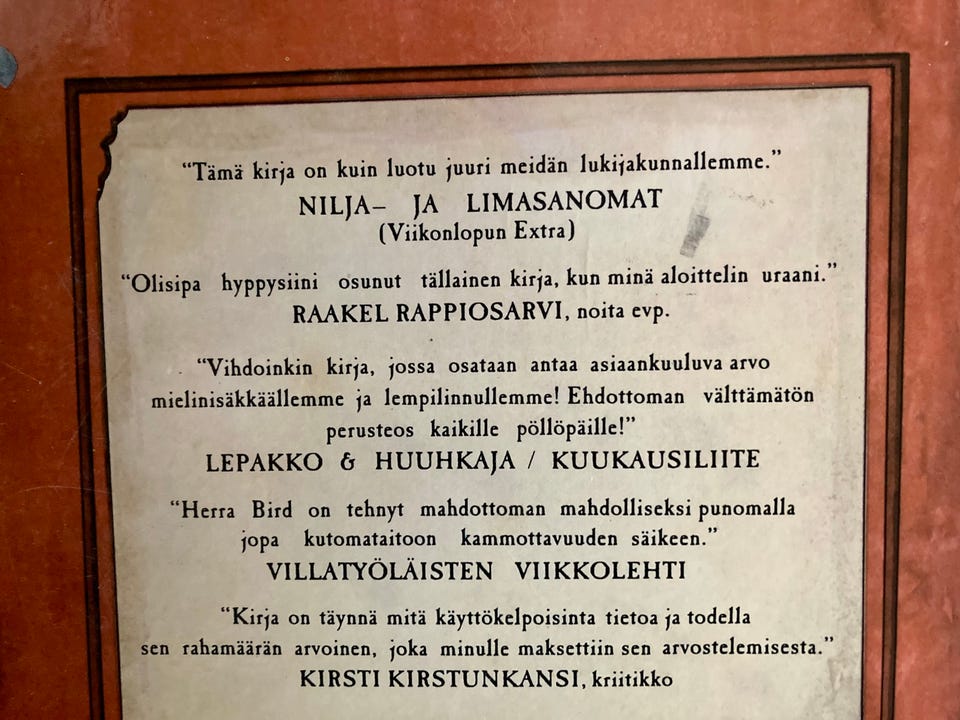 “Tämä kirja on kuin luotu juuri meidän lukijakunnallemme.”
NILJA– JA LIMASANOMAT
(Viikonlopun Extra)
“Olisipa hyppysiini osunut tällainen kirja, kun minä aloittelin uraani.”
RAAKEL RAPPIOSARVI, noita evp.
“Vihdoinkin kirja, jossa osataan antaa asiaankuuluva arvo
mielinisäkkäällemme ja lempilinnullemme! Ehdottoman välttämätön
perusteos kaikille pöllöpäille!”
LEPAKKO & HUUHKAJA / KUUKAUSILIITE
“Herra Bird on tehnyt mahdottoman mahdolliseksi punomalla
jopa kutomataitoon kammottavuuden säikeen.”
VILLATYÖLÄISTEN VIIKKOLEHTI
“Kirja on täynnä mitä käyttökelpoisinta tietoa ja todella
sen rahamäärän arvoinen, joka minulle maksettiin sen arvostelemisesta.”
KIRSTI KIRSTUNKANSI, kriitikko